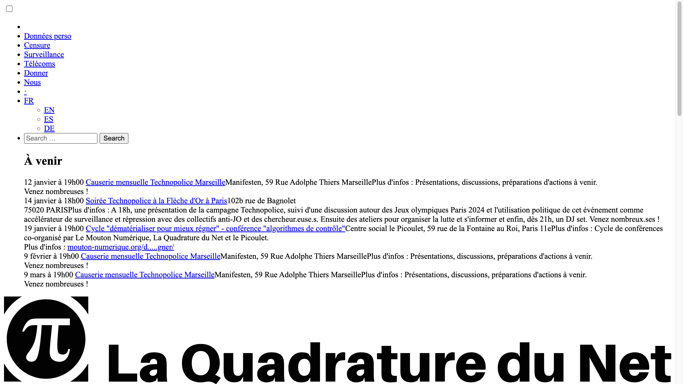 Données perso
Censure
Surveillance
Télécoms
Donner
Nous
-
FR
EN
ES
DE
Search …
Search
À venir
12 janvier à 19h00 Causerie mensuelle Technopolice MarseilleManifesten, 59 Rue Adolphe Thiers MarseillePlus d'infos : Présentations, discussions, préparations d'actions à venir.
Venez nombreuses !
14 janvier à 18h00 Soirée Technopolice à la Flèche d'Or à Paris102b rue de Bagnolet
75020 PARISPlus d'infos : A 18h, une présentation de la campagne Technopolice, suivi d'une discussion autour des Jeux olympiques Paris 2024 et l'utilisation politique de cet événement comme
accélérateur de surveillance et répression avec des collectifs anti-JO et des chercheur.euse.s. Ensuite des ateliers pour organiser la lutte et s'informer et enfin, dès 21h, un DJ set. Venez nombreux.ses !
19 janvier à 19h00 Cycle "dématérialiser pour mieux régner" - conférence "algorithmes de contrôle"Centre social le Picoulet, 59 rue de la Fontaine au Roi, Paris 11ePlus d'infos : Cycle de conférences
co-organisé par Le Mouton Numérique, La Quadrature du Net et le Picoulet.
Plus d'infos : mouton-numerique.org/d.....gner/
9 février à 19h00 Causerie mensuelle Technopolice MarseilleManifesten, 59 Rue Adolphe Thiers MarseillePlus d'infos : Présentations, discussions, préparations d'actions à venir.
Venez nombreuses !
9 mars à 19h00 Causerie mensuelle Technopolice MarseilleManifesten, 59 Rue Adolphe Thiers MarseillePlus d'infos : Présentations, discussions, préparations d'actions à venir.
Venez nombreuses !
π La Quadrature du Net